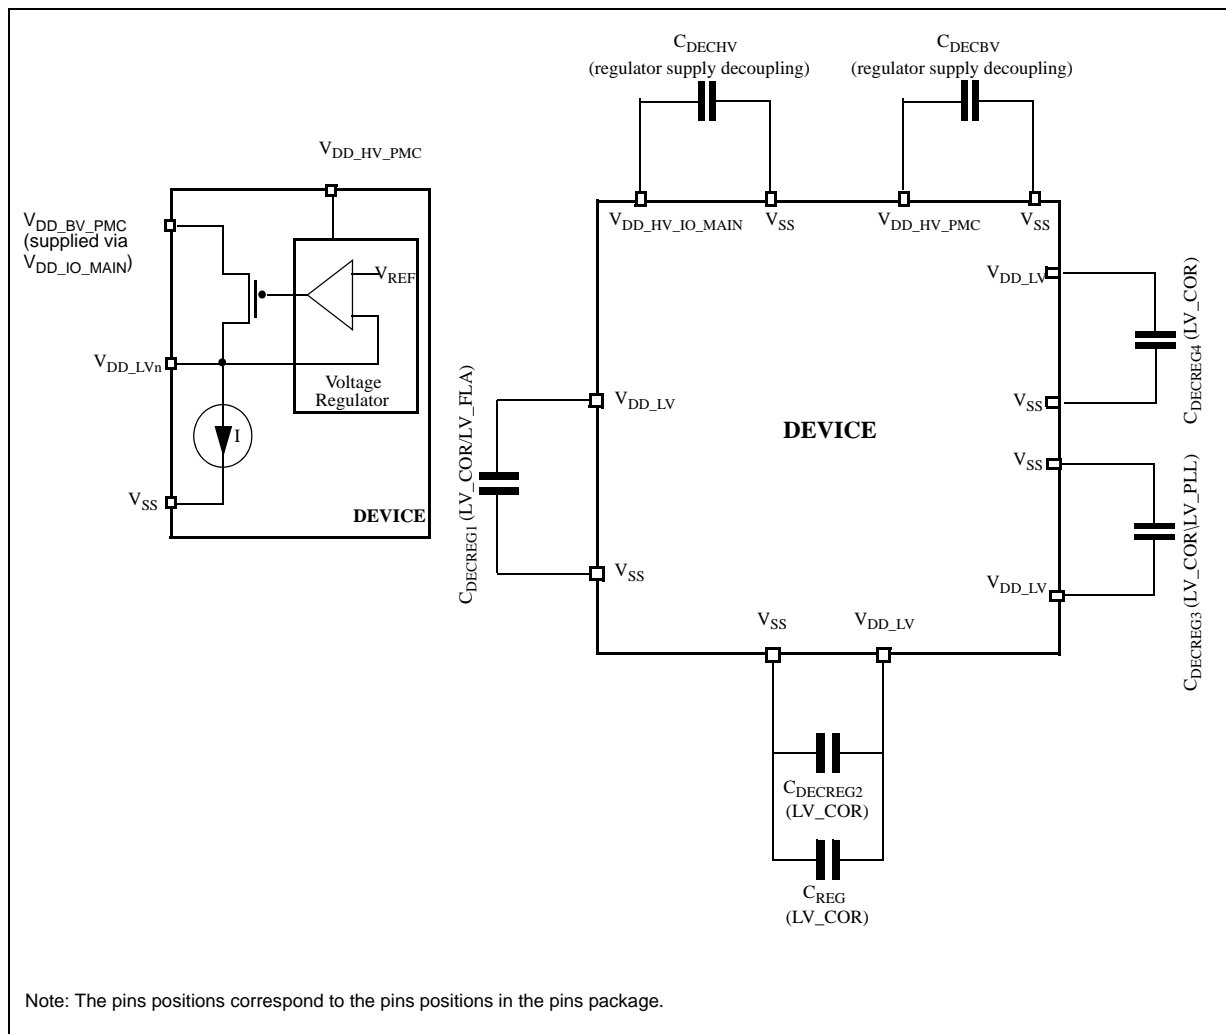 C_DECHV
(regulator supply decoupling)
C_DECBV
(regulator supply decoupling)
V_DD_HV_PMC
V_DD_BV_PMC
(supplied via
V_DD_IO_MAIN)
V_REF
V_DD_LVn
Voltage
Regulator
I
V_SS
DEVICE
V_DD_HV_IO_MAIN
V_SS
V_DD_HV_PMC
V_SS
V_DD_LV
C_DECREG4 (LV_COR)
V_SS
V_DD_LV
DEVICE
C_DECREG1 (LV_COR/LV_FLA)
V_SS
V_SS
C_DECREG3 (LV_COR\LV_PLL)
V_DD_LV
V_SS
V_DD_LV
C_DECREG2
(LV_COR)
C_REG
(LV_COR)
Note: The pins positions correspond to the pins positions in the pins package.